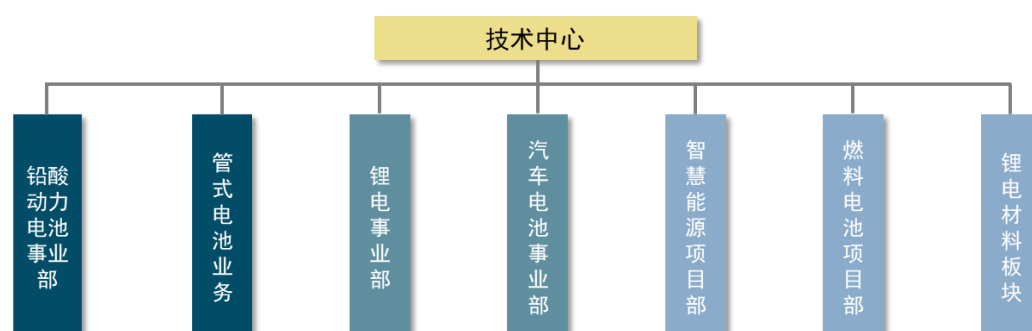 技术中心
铅酸动力电池事业部
管式电池业务
锂电事业部
汽车电池事业部
智慧能源项目部
燃料电池项目部
锂电材料板块